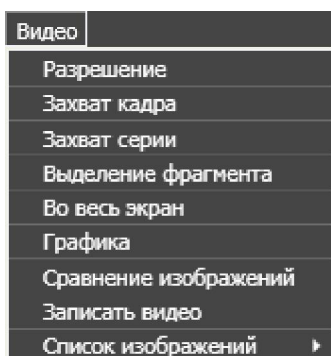 Видео
Разрешение
Захват кадра
Захват серии
Выделение фрагмента
Во весь экран
Графика
Сравнение изображений
Записать видео
Список изображений